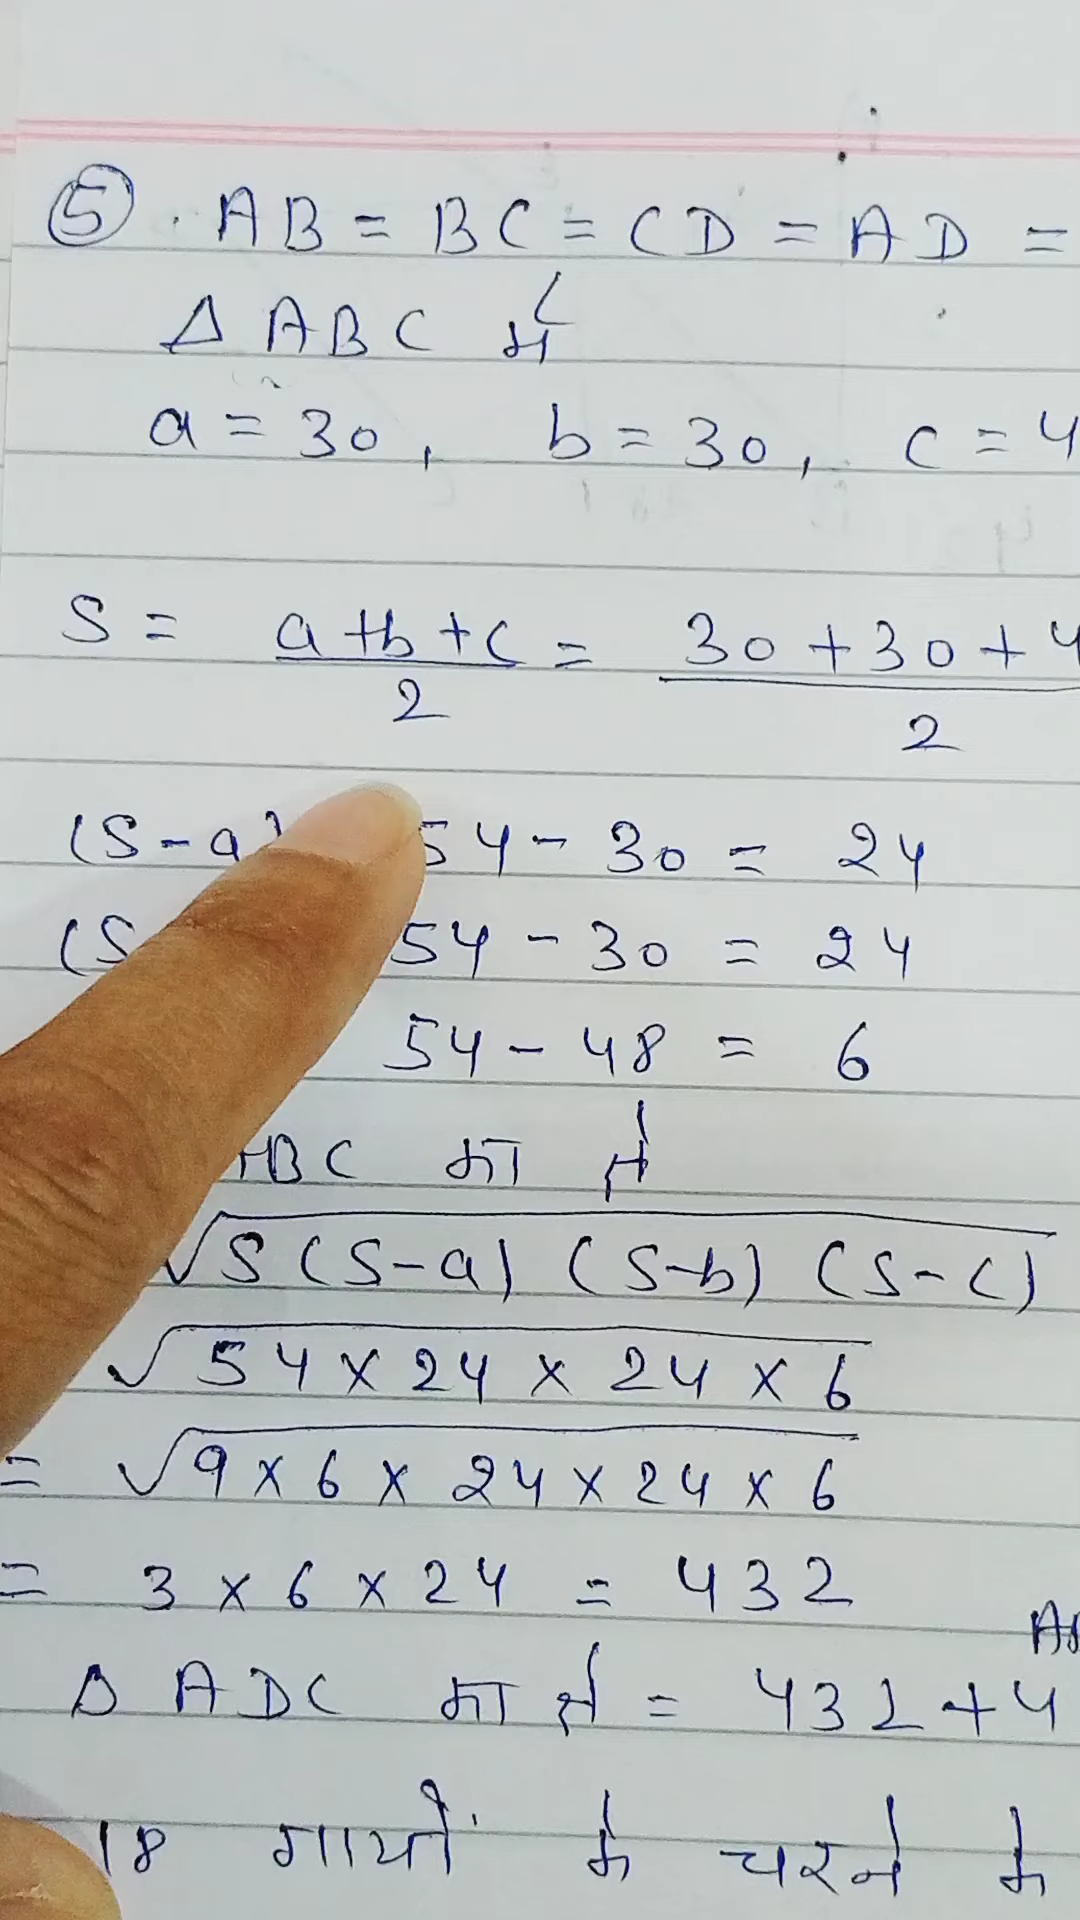 ⑤. AB = BC = CD = AD =
Δ ABC में
a = 30, b = 30, c = 4
S = a+b+c/2 = 30+30+4/2
(S-a) 54 - 30 = 24
(S 54 - 30 = 24
54 - 48 = 6
ABC का क्षे
√S(S-a)(S-b)(S-c)
√54×24×24×6
= √9×6×24×24×6
= 3×6×24 = 432
Δ ADC का क्षे = 432+4
18 गायों के चरने के